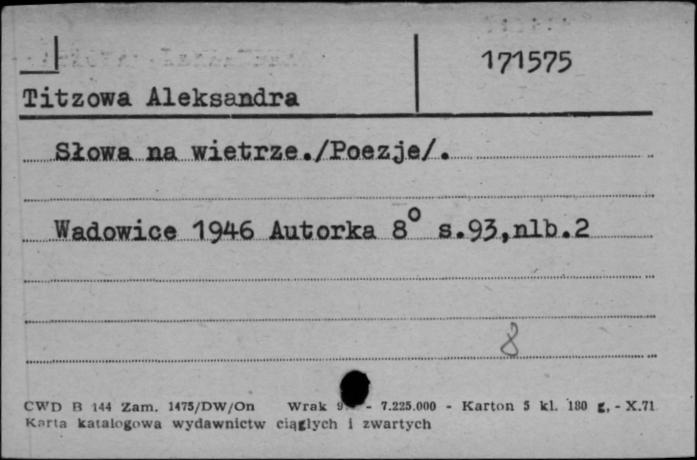 171575
Titzowa Aleksandra
Słowa na wietrze./Poezje/.
Wadowice 1946 Autorka 8° s.93,nlb.2
8
CWD B 144 Zam. 1475/DW/On Wrak - 7.225.000 - Karton 5 kl. 180 g, - X.71
Karta katalogowa wydawnictw ciągłych i zwartych